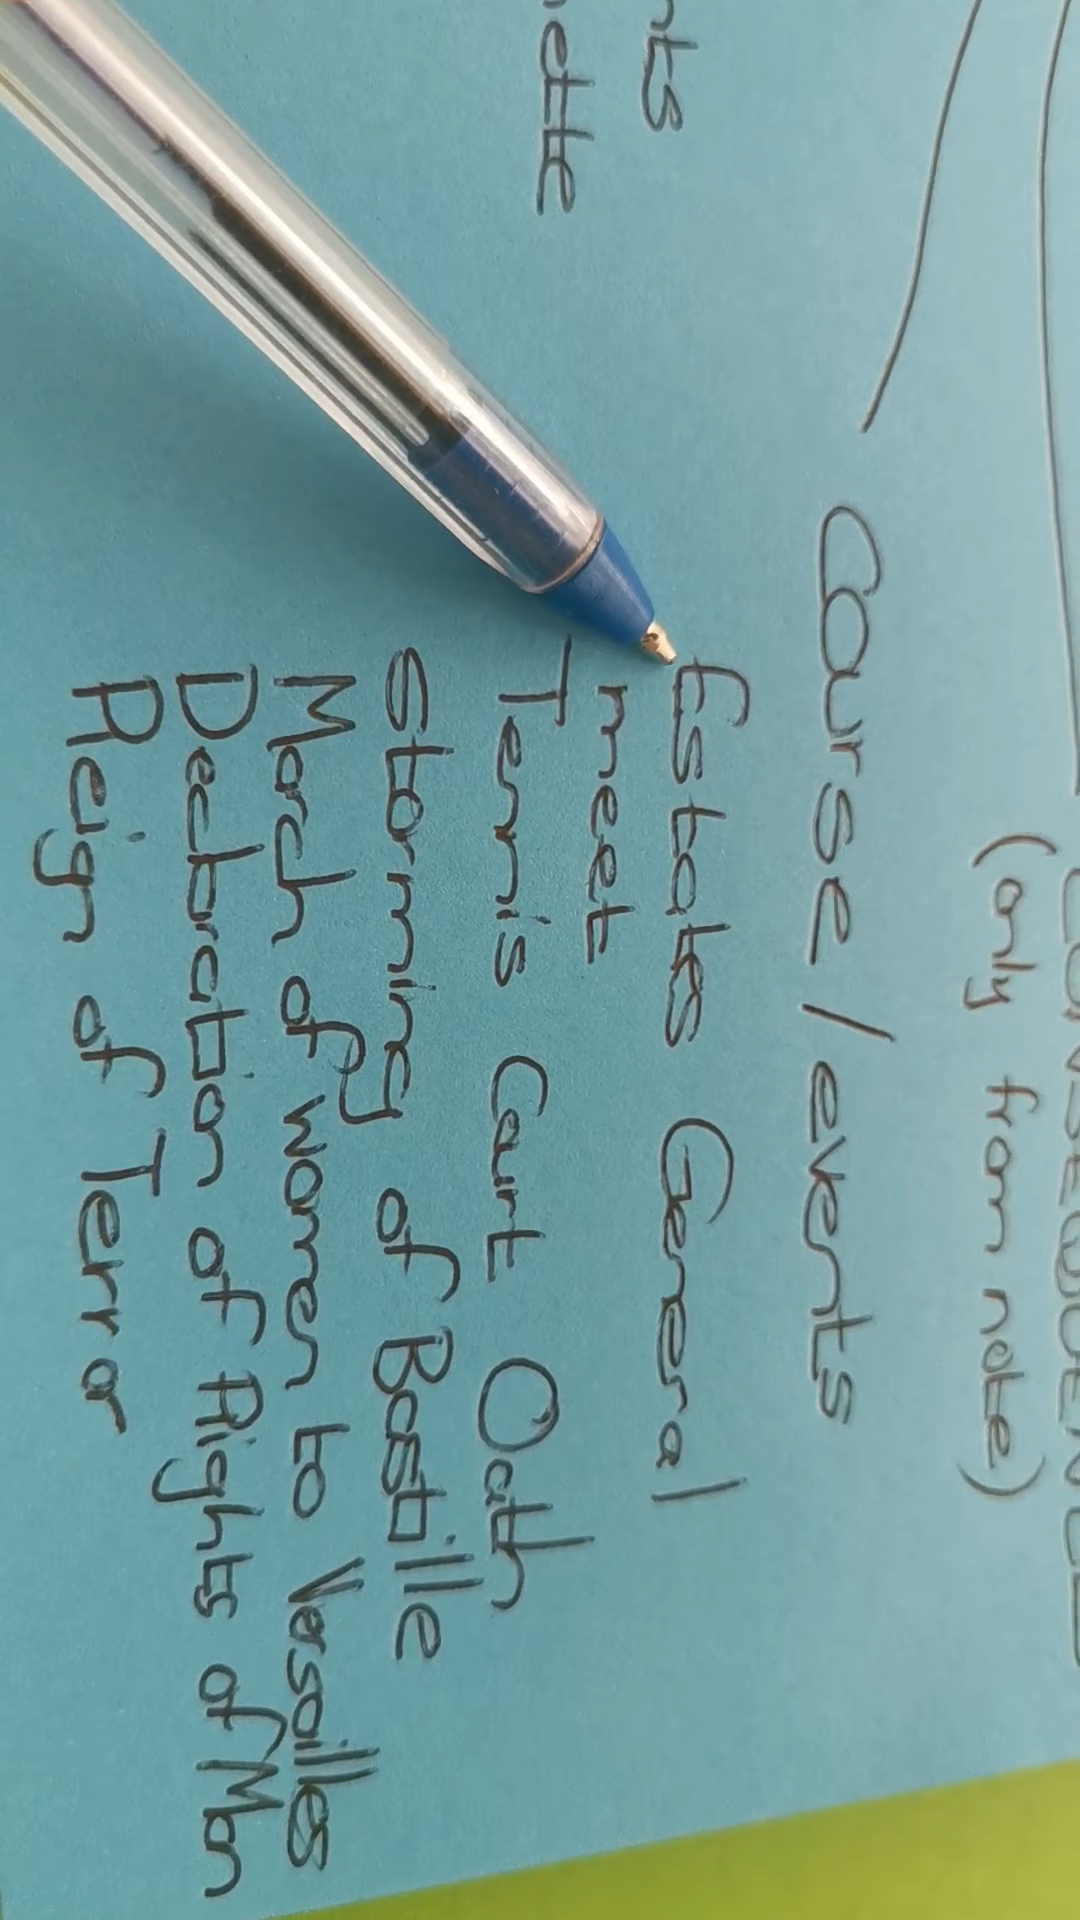 CONSEQUENCES
(only from note)
Course / events
Estates General
meet
Tennis Court Oath
Storming of Bastille
March of Women to Versailles
Declaration of Rights of Man
Reign of Terror